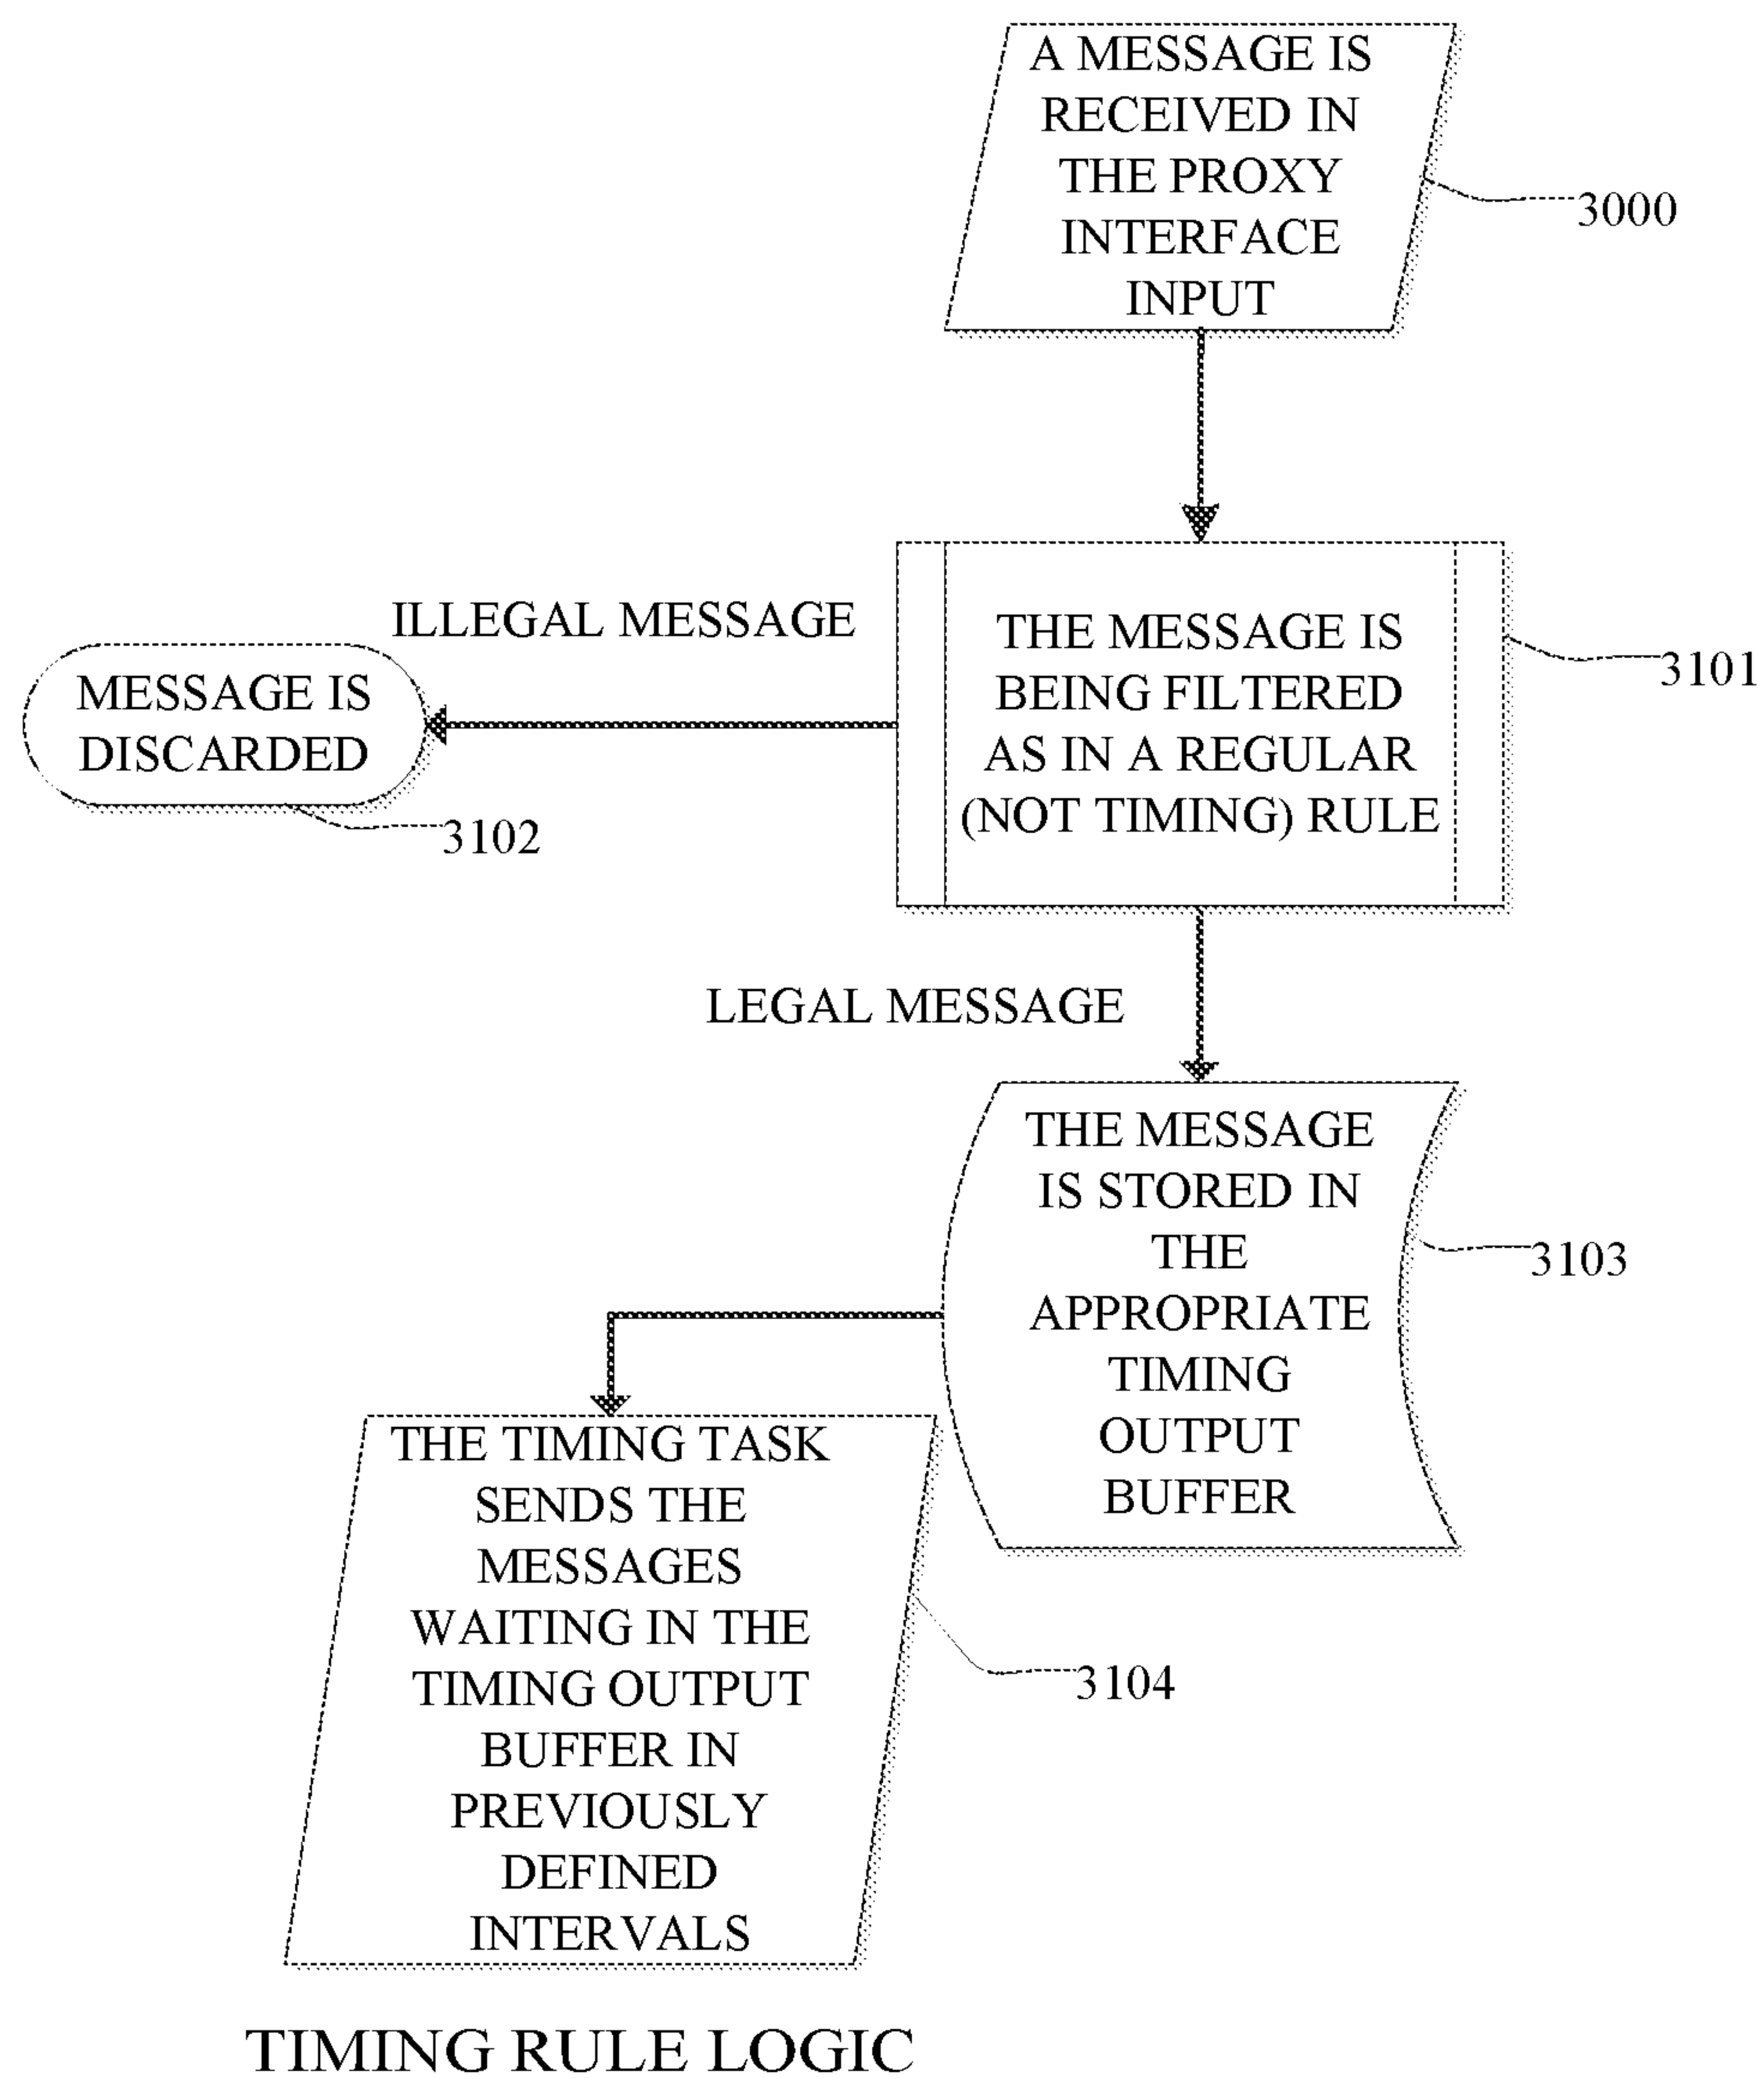 A MESSAGE IS
RECEIVED IN
THE PROXY
INTERFACE
INPUT
3000
ILLEGAL MESSAGE
THE MESSAGE IS
BEING FILTERED
AS IN A REGULAR
(NOT TIMING) RULE
3101
MESSAGE IS
DISCARDED
3102
LEGAL MESSAGE
THE MESSAGE
IS STORED IN
THE
APPROPRIATE
TIMING
OUTPUT
BUFFER
3103
THE TIMING TASK
SENDS THE
MESSAGES
WAITING IN THE
TIMING OUTPUT
BUFFER IN
PREVIOUSLY
DEFINED
INTERVALS
3104
TIMING RULE LOGIC